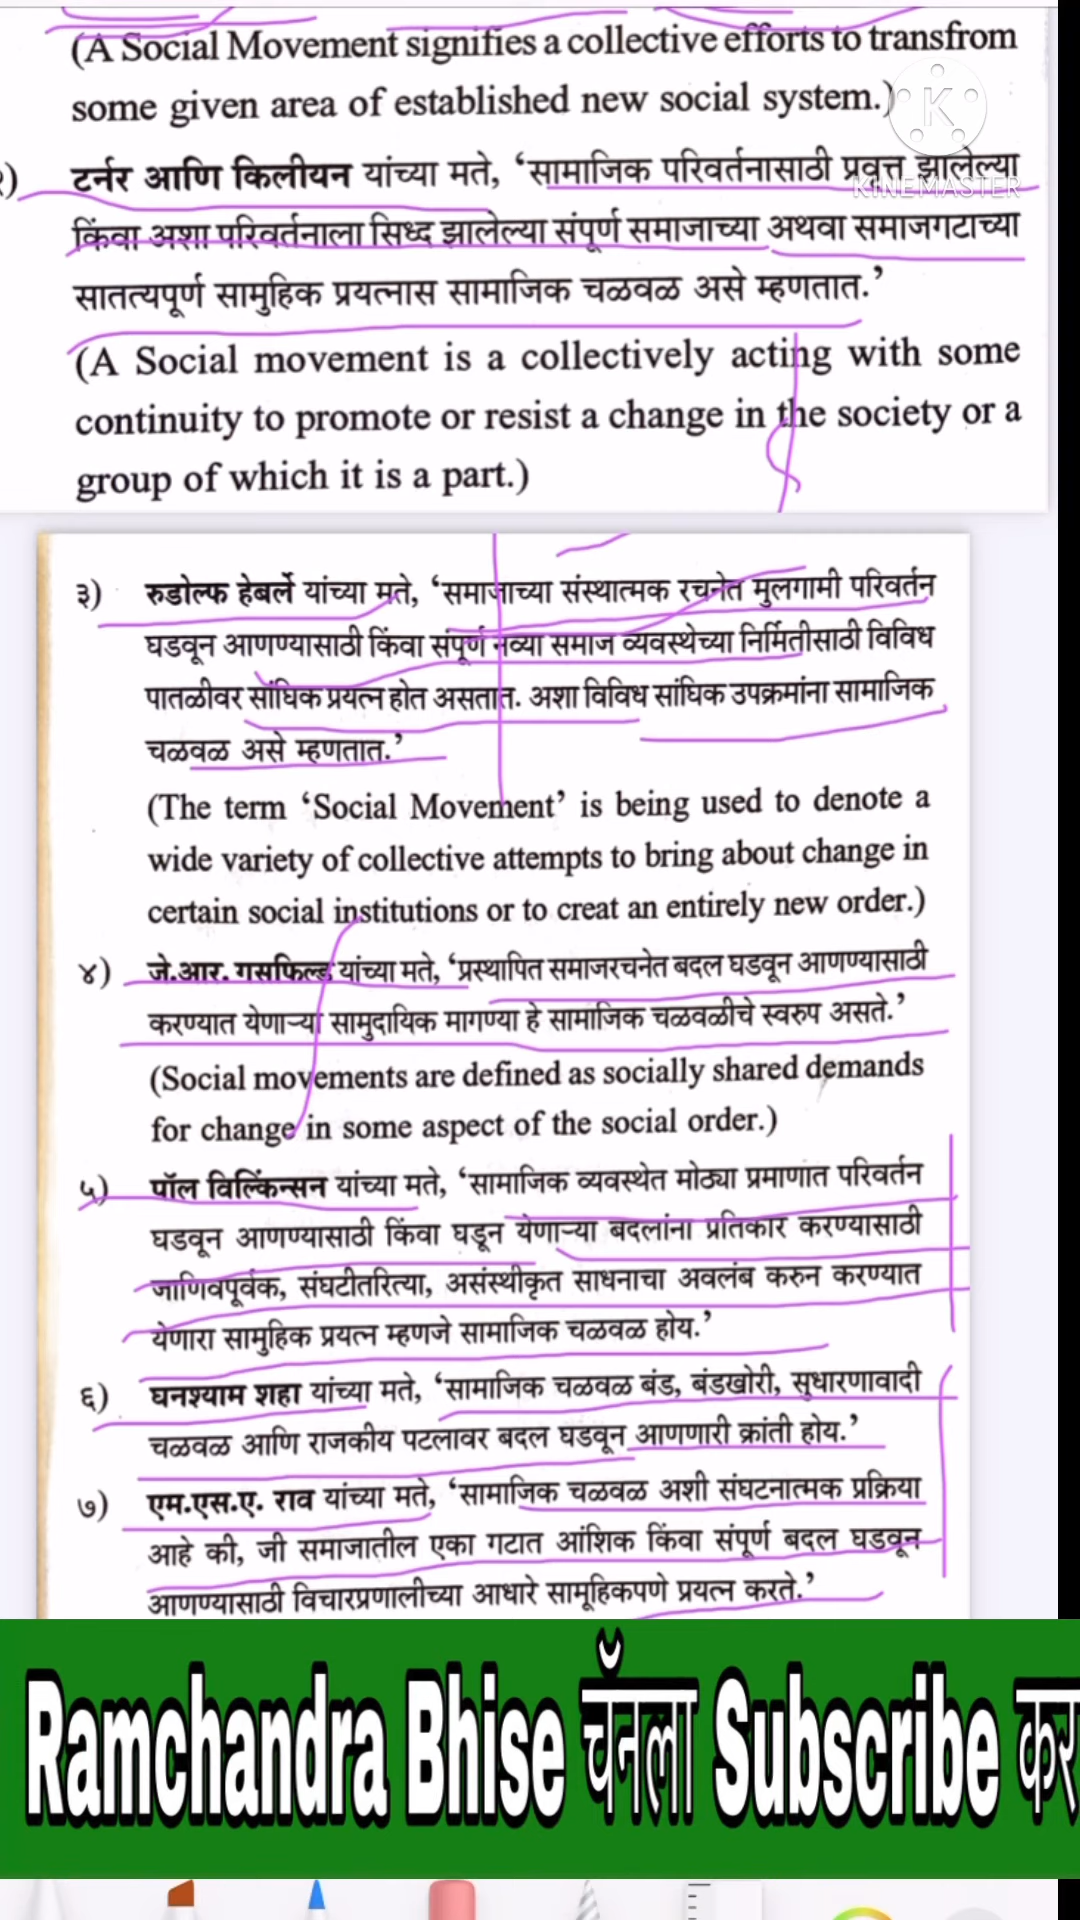 (A Social Movement signifies a collective efforts to transfrom
some given area of established new social system.)
K
KINEMASTER
टर्नर आणि किलीयन यांच्या मते, ‘सामाजिक परिवर्तनासाठी प्रवृत्त झालेल्या
किंवा अशा परिवर्तनाला सिध्द झालेल्या संपूर्ण समाजाच्या अथवा समाजगटाच्या
सातत्यपूर्ण सामुहिक प्रयत्नास सामाजिक चळवळ असे म्हणतात.’
(A Social movement is a collectively acting with some
continuity to promote or resist a change in the society or a
group of which it is a part.)
३) रुडोल्फ हेबर्ले यांच्या मते, ‘समाजाच्या संस्थात्मक रचनेत मुलगामी परिवर्तन
घडवून आणण्यासाठी किंवा संपूर्ण नव्या समाज व्यवस्थेच्या निर्मितीसाठी विविध
पातळीवर सांघिक प्रयत्न होत असतात. अशा विविध सांघिक उपक्रमांना सामाजिक
चळवळ असे म्हणतात.’
(The term ‘Social Movement’ is being used to denote a
wide variety of collective attempts to bring about change in
certain social institutions or to creat an entirely new order.)
४) जे.आर. गसफिल्ड यांच्या मते, ‘प्रस्थापित समाजरचनेत बदल घडवून आणण्यासाठी
करण्यात येणाऱ्या सामुदायिक मागण्या हे सामाजिक चळवळीचे स्वरुप असते.’
(Social movements are defined as socially shared demands
for change in some aspect of the social order.)
५) पॉल विल्किन्सन यांच्या मते, ‘सामाजिक व्यवस्थेत मोठ्या प्रमाणात परिवर्तन
घडवून आणण्यासाठी किंवा घडून येणाऱ्या बदलांना प्रतिकार करण्यासाठी
जाणिवपूर्वक, संघटीतरित्या, असंस्थीकृत साधनाचा अवलंब करुन करण्यात
येणारा सामुहिक प्रयत्न म्हणजे सामाजिक चळवळ होय.’
६) घनश्याम शहा यांच्या मते, ‘सामाजिक चळवळ बंड, बंडखोरी, सुधारणावादी
चळवळ आणि राजकीय पटलावर बदल घडवून आणणारी क्रांती होय.’
७) एम.एस.ए. राव यांच्या मते, ‘सामाजिक चळवळ अशी संघटनात्मक प्रक्रिया
आहे की, जी समाजातील एका गटात आंशिक किंवा संपूर्ण बदल घडवून
आणण्यासाठी विचारप्रणालीच्या आधारे सामूहिकपणे प्रयत्न करते.’
Ramchandra Bhise चॅनला Subscribe कर